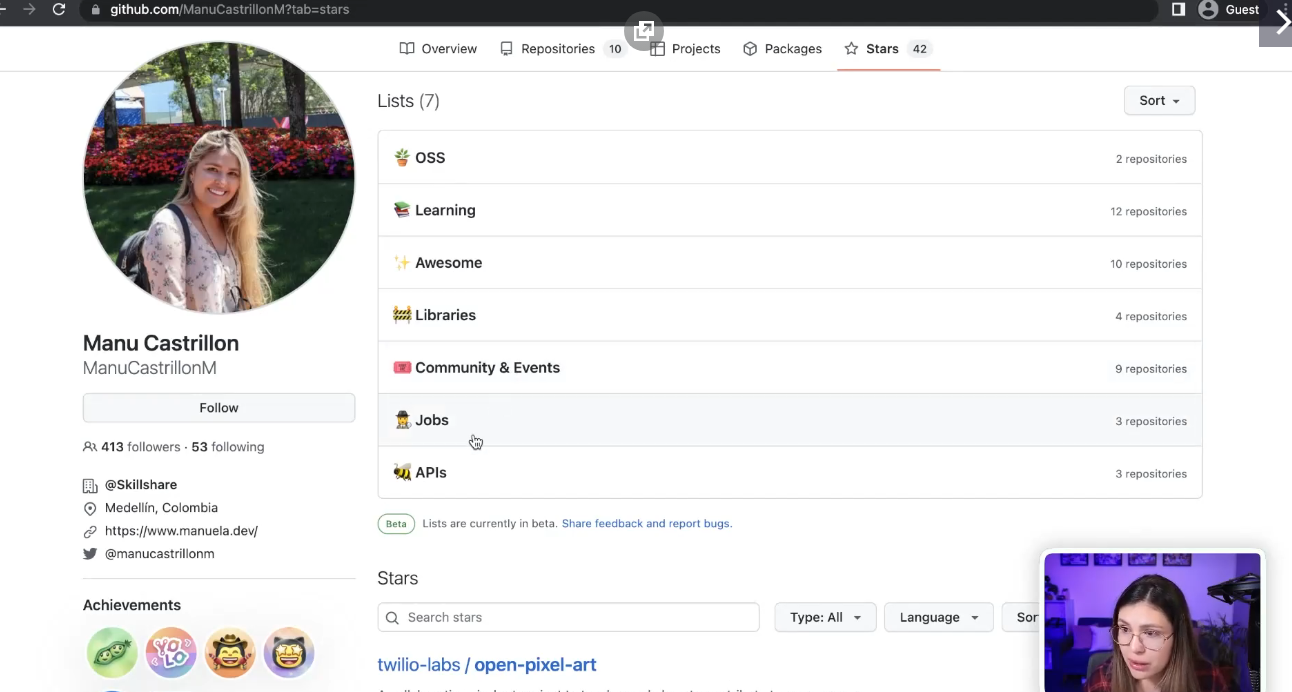 github.com/ManuCastrillonM?tab=stars
Guest
Overview
Repositories 10
Projects
Packages
Stars 42
Lists (7)
Sort
OSS
2 repositories
Learning
12 repositories
Awesome
10 repositories
Libraries
4 repositories
Community & Events
9 repositories
Jobs
3 repositories
APIs
3 repositories
Beta
Lists are currently in beta. Share feedback and report bugs.
Manu Castrillon
ManuCastrillonM
Follow
413 followers · 53 following
@Skillshare
Medellín, Colombia
https://www.manuela.dev/
@manucastrillonm
Achievements
YOLO
Stars
Search stars
Type: All
Language
Sor
twilio-labs / open-pixel-art